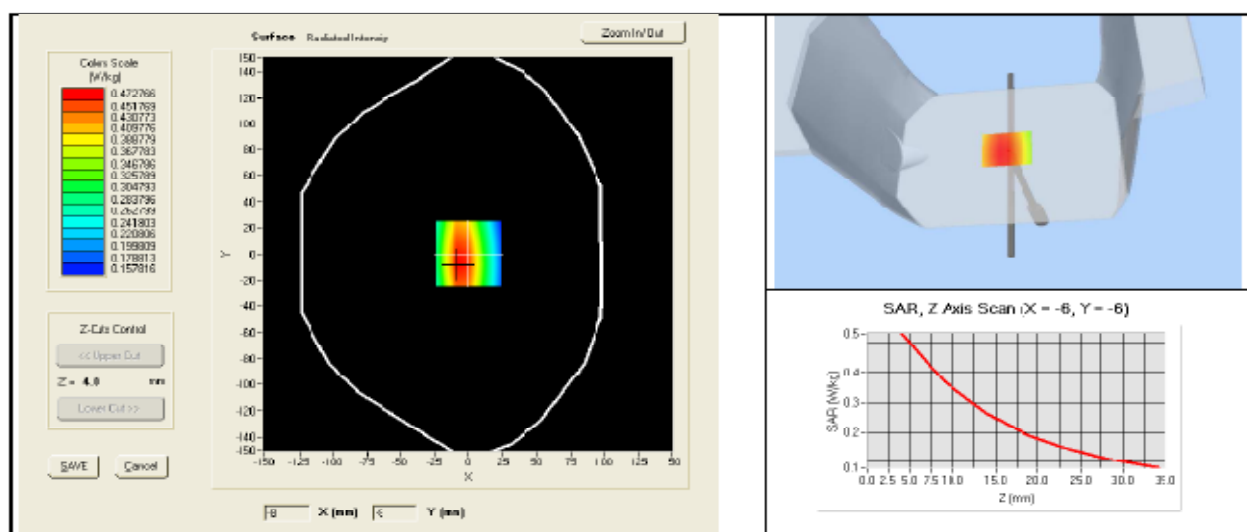 Surface Radiated Intensity
Zoom In/Out
Colors Scale
(W/kg)
0.472766
0.451769
0.430773
0.409776
0.388779
0.367783
0.346786
0.325789
0.304793
0.283796
0.262799
0.241803
0.220806
0.199809
0.178813
0.157816
Z-Cuts Control
<< Upper Cut
Z = 4.0 mm
Lower Cut >>
SAVE Cancel
150-
140-
120-
100-
80-
60-
40-
20-
0-
-20-
-40-
-60-
-80-
-100-
-120-
-140-
-150-
Y
-150 -125 -100 -75 -50 -25 0 25 50 75 100 125
X
X (mm) Y (mm)
SAR, Z Axis Scan (X = -6, Y = -6)
0.5-
0.4-
0.3-
0.2-
0.1-
SAR (W/kg)
0.0 2.5 5.0 7.5 15.0 20.0 25.0 30.0
Z (mm)